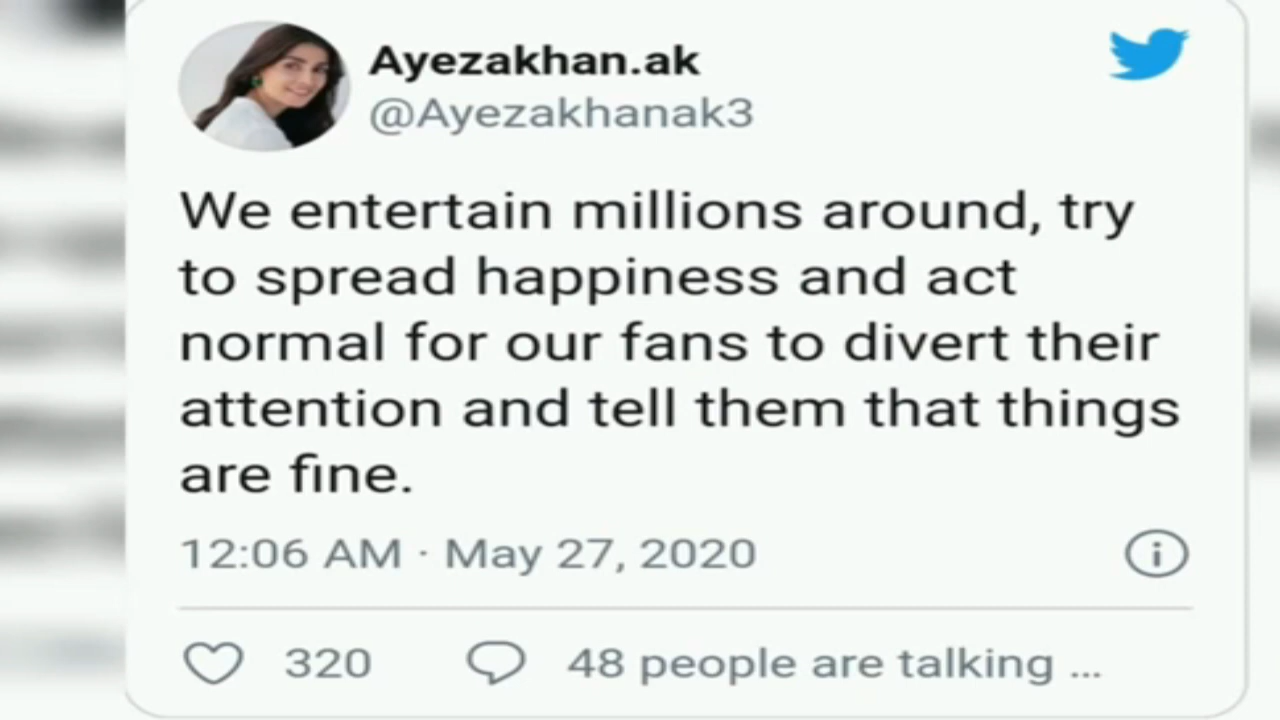 Ayezakhan.ak
@Ayezakhanak3
We entertain millions around, try
to spread happiness and act
normal for our fans to divert their
attention and tell them that things
are fine.
12:06 AM · May 27, 2020
320 48 people are talking ...